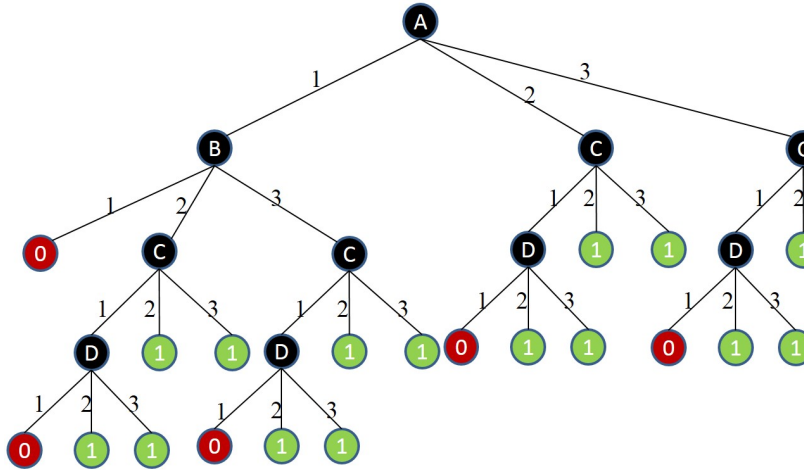 A
1 2 3
B C
1 2 3 1 2 3 1 2
0 C C D 1 1 D 1
1 2 3 1 2 3 1 2 3 1 2 3
D 1 1 D 1 1 0 1 1 0 1 1
1 2 3 1 2 3
0 1 1 0 1 1